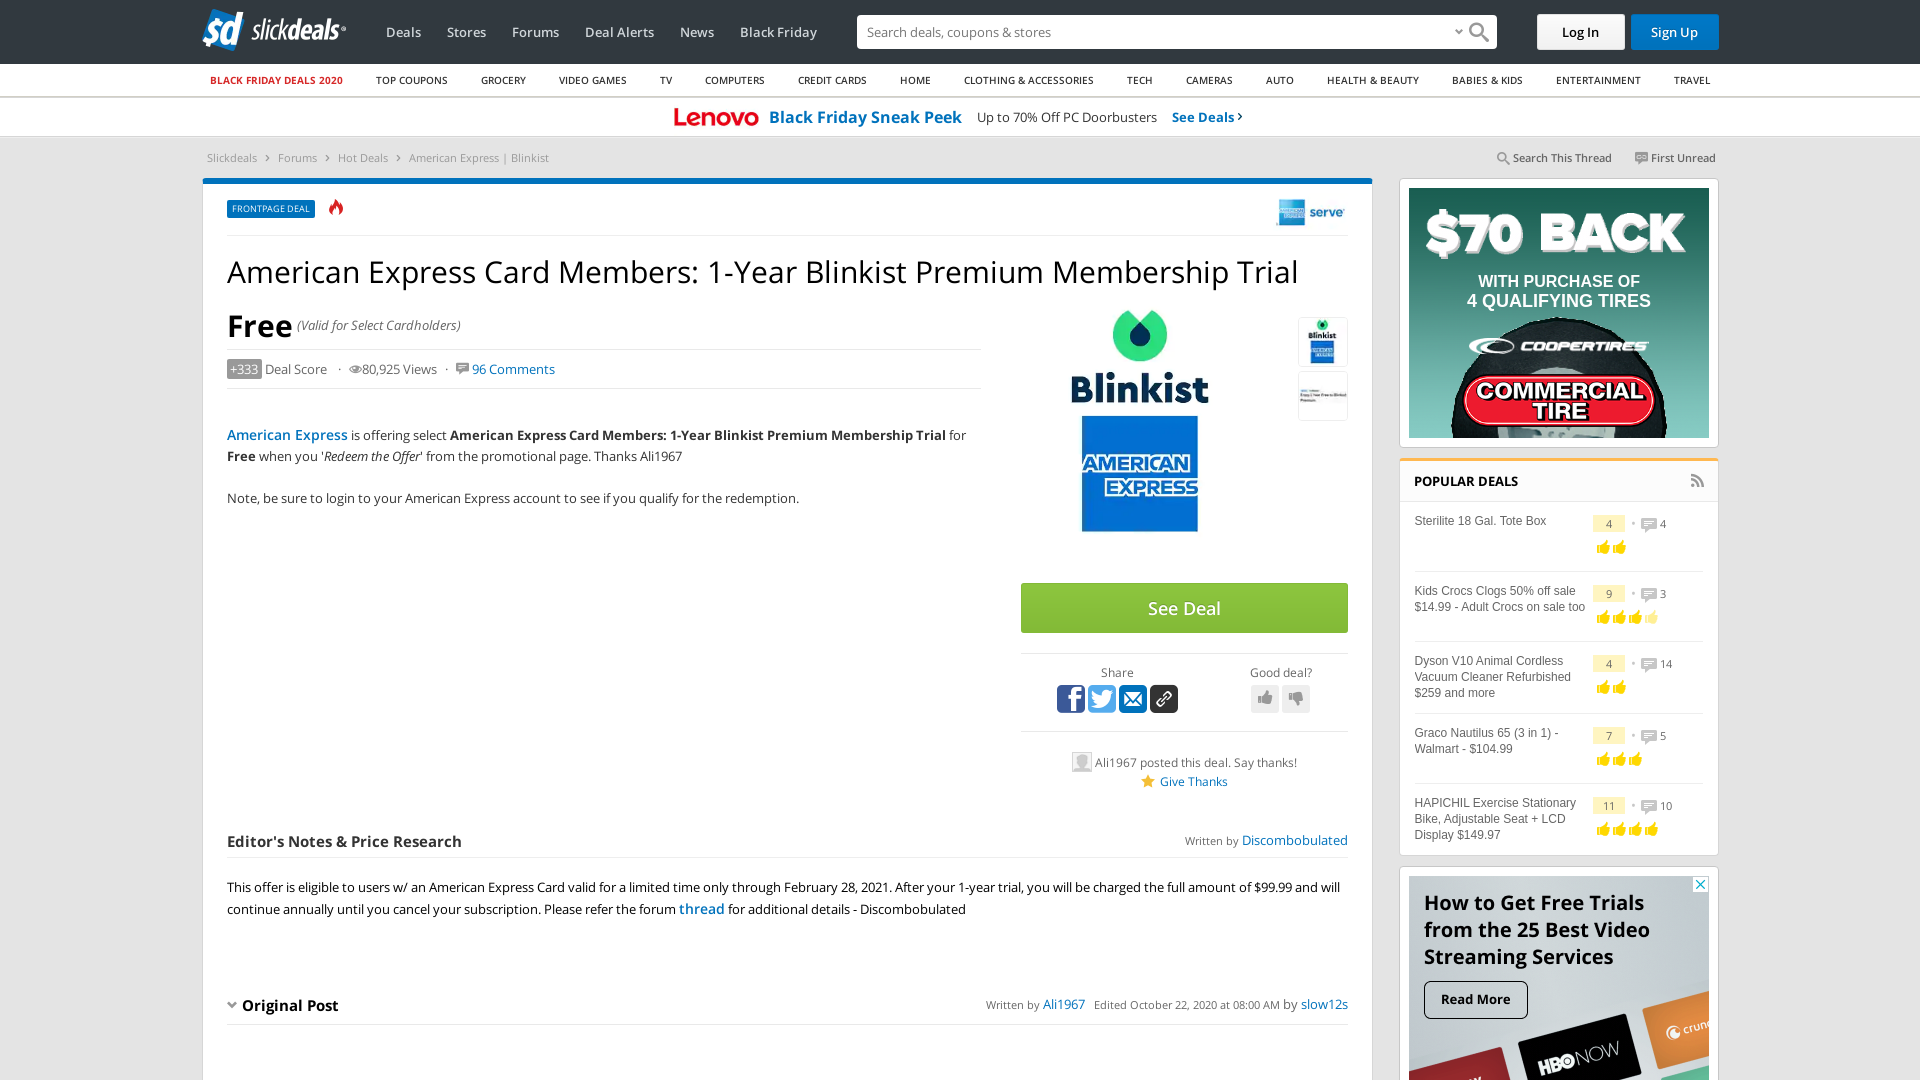 sd slickdeals
Deals Stores Forums Deal Alerts News Black Friday Search deals, coupons & stores Log In Sign Up
BLACK FRIDAY DEALS 2020 TOP COUPONS GROCERY VIDEO GAMES TV COMPUTERS CREDIT CARDS HOME CLOTHING & ACCESSORIES TECH CAMERAS AUTO HEALTH & BEAUTY BABIES & KIDS ENTERTAINMENT TRAVEL
Lenovo Black Friday Sneak Peek Up to 70% Off PC Doorbusters See Deals
Slickdeals Forums Hot Deals American Express | Blinkist Search This Thread First Unread
FRONTPAGE DEAL
AMERICAN EXPRESS serve
American Express Card Members: 1-Year Blinkist Premium Membership Trial
Free (Valid for Select Cardholders)
+333 Deal Score · 80,925 Views · 96 Comments
American Express is offering select American Express Card Members: 1-Year Blinkist Premium Membership Trial for
Free when you 'Redeem the Offer' from the promotional page. Thanks Ali1967
Note, be sure to login to your American Express account to see if you qualify for the redemption.
Blinkist
AMERICAN
EXPRESS
Blinkist
See Deal
Share Good deal?
Ali1967 posted this deal. Say thanks!
Give Thanks
Editor's Notes & Price Research Written by Discombobulated
This offer is eligible to users w/ an American Express Card valid for a limited time only through February 28, 2021. After your 1-year trial, you will be charged the full amount of $99.99 and will
continue annually until you cancel your subscription. Please refer the forum thread for additional details - Discombobulated
Original Post Written by Ali1967 Edited October 22, 2020 at 08:00 AM by slow12s
$70 BACK
WITH PURCHASE OF
4 QUALIFYING TIRES
COOPERTIRES
COMMERCIAL
TIRE
POPULAR DEALS
Sterilite 18 Gal. Tote Box 4 4
Kids Crocs Clogs 50% off sale 9 3
$14.99 - Adult Crocs on sale too
Dyson V10 Animal Cordless 4 14
Vacuum Cleaner Refurbished
$259 and more
Graco Nautilus 65 (3 in 1) - 7 5
Walmart - $104.99
HAPICHIL Exercise Stationary 11 10
Bike, Adjustable Seat + LCD
Display $149.97
How to Get Free Trials
from the 25 Best Video
Streaming Services
Read More
HBO NOW